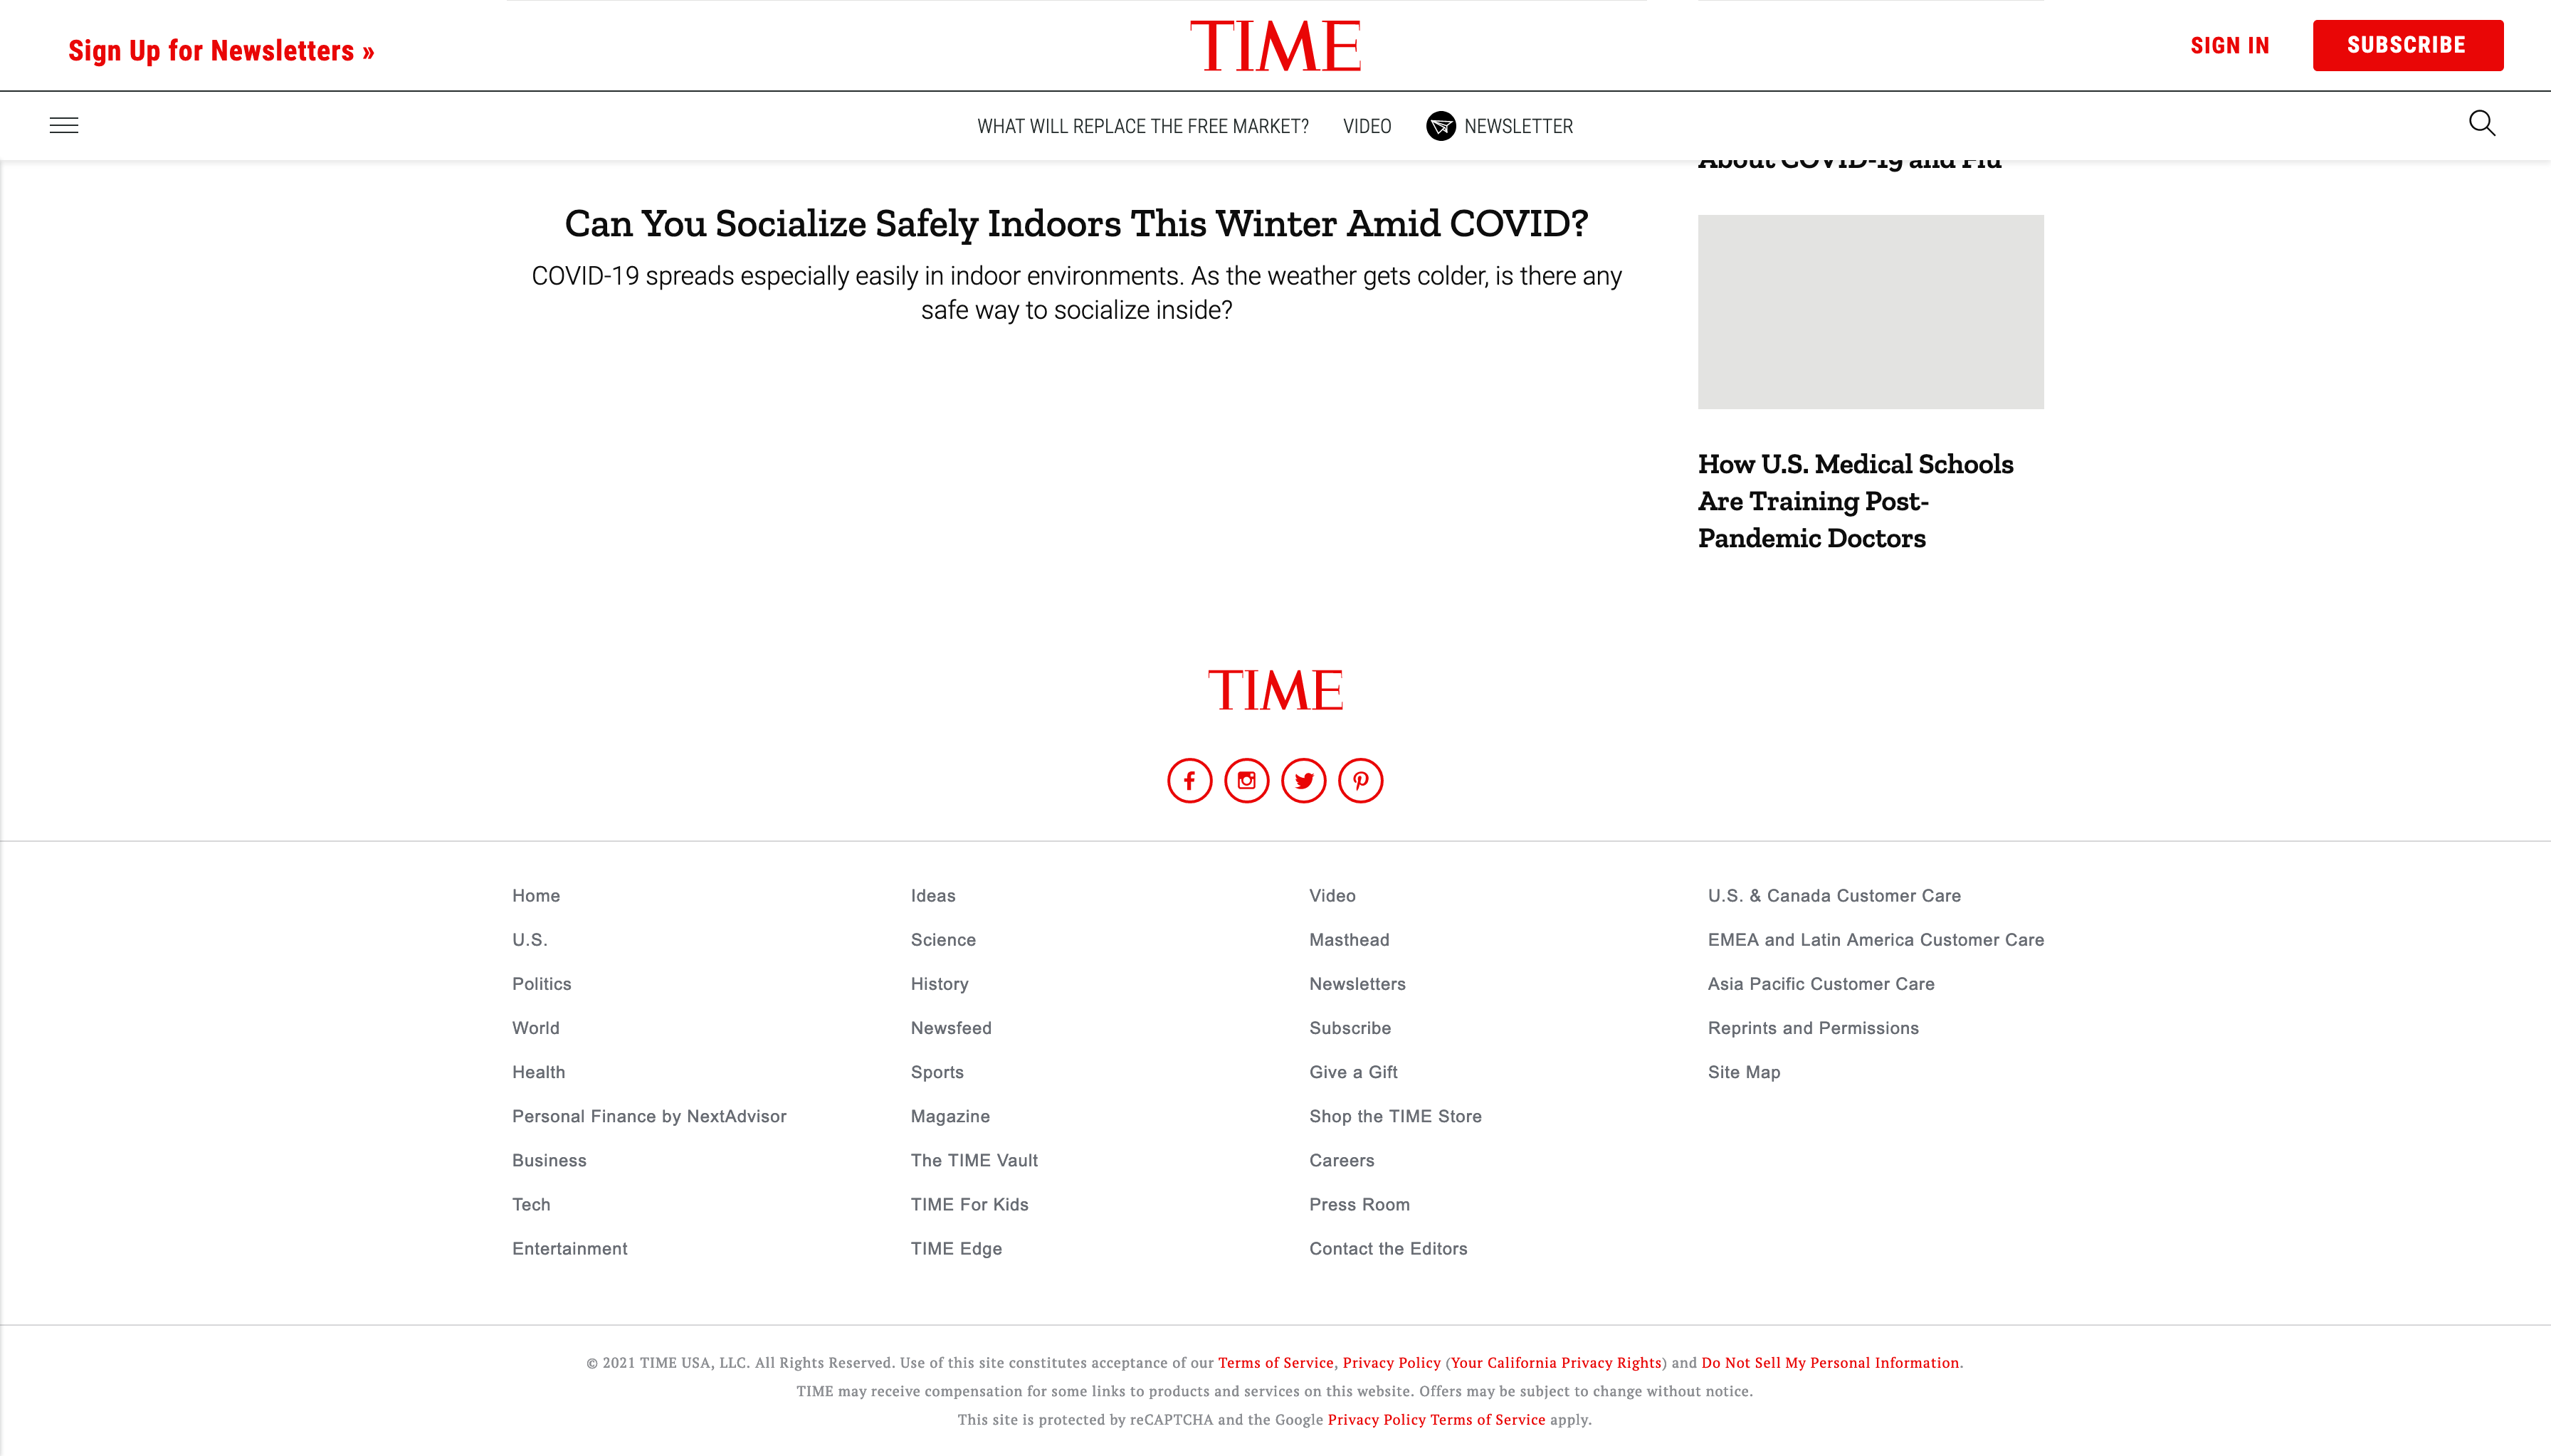 Sign Up for Newsletters »
TIME
SIGN IN
SUBSCRIBE
WHAT WILL REPLACE THE FREE MARKET?
VIDEO
NEWSLETTER
About COVID-19 and Flu
Can You Socialize Safely Indoors This Winter Amid COVID?
COVID-19 spreads especially easily in indoor environments. As the weather gets colder, is there any
safe way to socialize inside?
How U.S. Medical Schools
Are Training Post-
Pandemic Doctors
TIME
Home
U.S.
Politics
World
Health
Personal Finance by NextAdvisor
Business
Tech
Entertainment
Ideas
Science
History
Newsfeed
Sports
Magazine
The TIME Vault
TIME For Kids
TIME Edge
Video
Masthead
Newsletters
Subscribe
Give a Gift
Shop the TIME Store
Careers
Press Room
Contact the Editors
U.S. & Canada Customer Care
EMEA and Latin America Customer Care
Asia Pacific Customer Care
Reprints and Permissions
Site Map
© 2021 TIME USA, LLC. All Rights Reserved. Use of this site constitutes acceptance of our Terms of Service, Privacy Policy (Your California Privacy Rights) and Do Not Sell My Personal Information.
TIME may receive compensation for some links to products and services on this website. Offers may be subject to change without notice.
This site is protected by reCAPTCHA and the Google Privacy Policy Terms of Service apply.